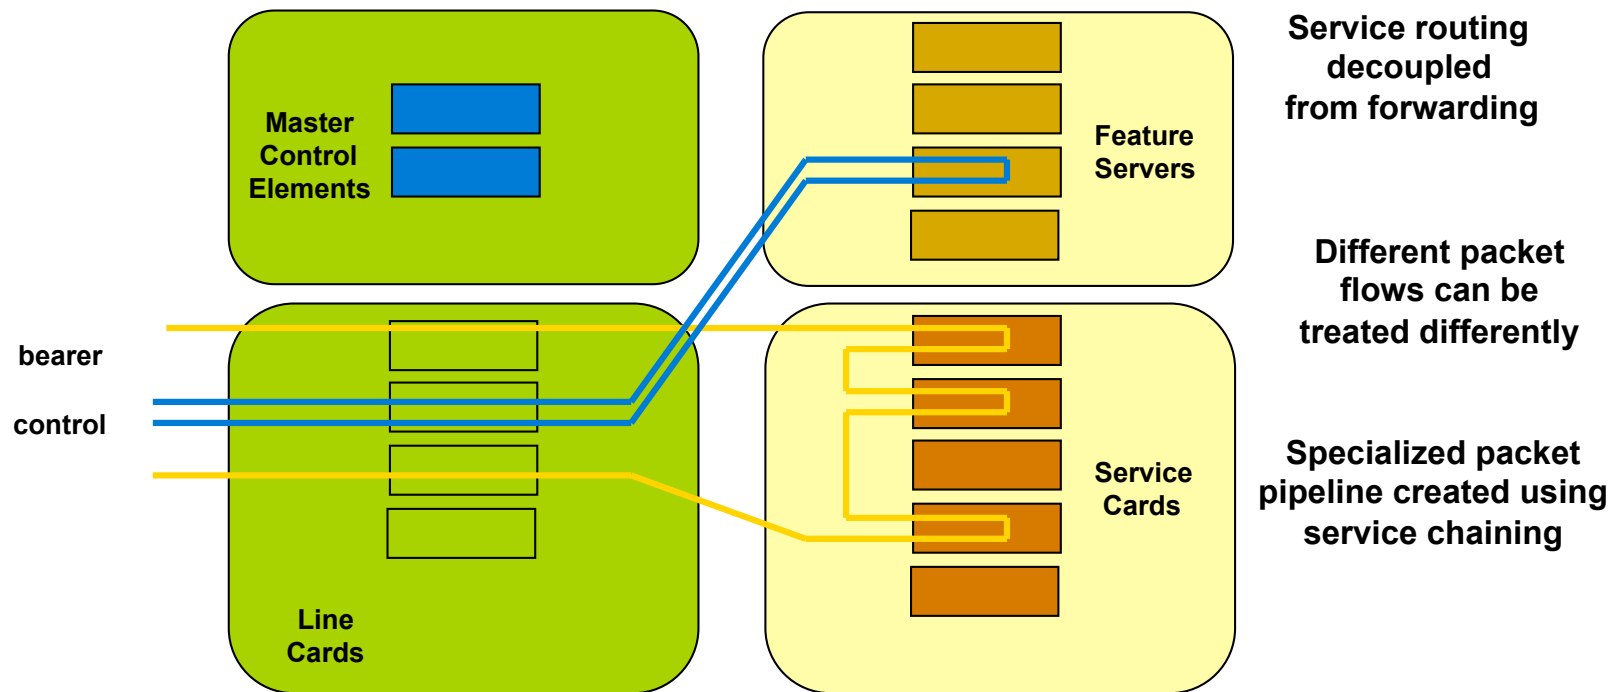 Master
Control
Elements
Feature
Servers
Service routing
decoupled
from forwarding
Different packet
flows can be
treated differently
bearer
control
Line
Cards
Service
Cards
Specialized packet
pipeline created using
service chaining